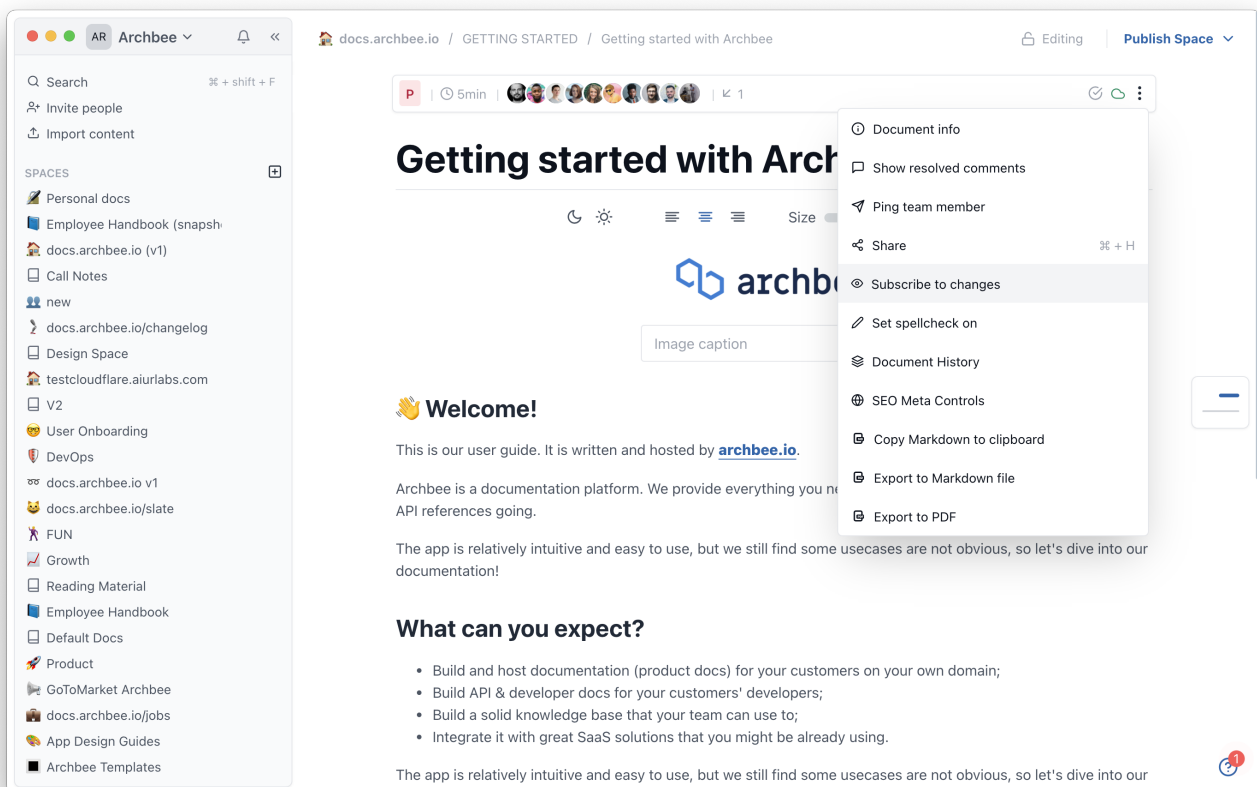 AR Archbee
Search ⌘ + shift + F
Invite people
Import content
SPACES
Personal docs
Employee Handbook (snapsh
docs.archbee.io (v1)
Call Notes
new
docs.archbee.io/changelog
Design Space
testcloudflare.aiurlabs.com
V2
User Onboarding
DevOps
docs.archbee.io v1
docs.archbee.io/slate
FUN
Growth
Reading Material
Employee Handbook
Default Docs
Product
GoToMarket Archbee
docs.archbee.io/jobs
App Design Guides
Archbee Templates
docs.archbee.io / GETTING STARTED / Getting started with Archbee
Editing
Publish Space
P 5min 1
Getting started with Arch
Size
archbe
Image caption
Document info
Show resolved comments
Ping team member
Share ⌘ + H
Subscribe to changes
Set spellcheck on
Document History
SEO Meta Controls
Copy Markdown to clipboard
Export to Markdown file
Export to PDF
👋 Welcome!
This is our user guide. It is written and hosted by archbee.io.
Archbee is a documentation platform. We provide everything you ne
API references going.
The app is relatively intuitive and easy to use, but we still find some usecases are not obvious, so let's dive into our
documentation!
What can you expect?
• Build and host documentation (product docs) for your customers on your own domain;
• Build API & developer docs for your customers' developers;
• Build a solid knowledge base that your team can use to;
• Integrate it with great SaaS solutions that you might be already using.
The app is relatively intuitive and easy to use, but we still find some usecases are not obvious, so let's dive into our
1